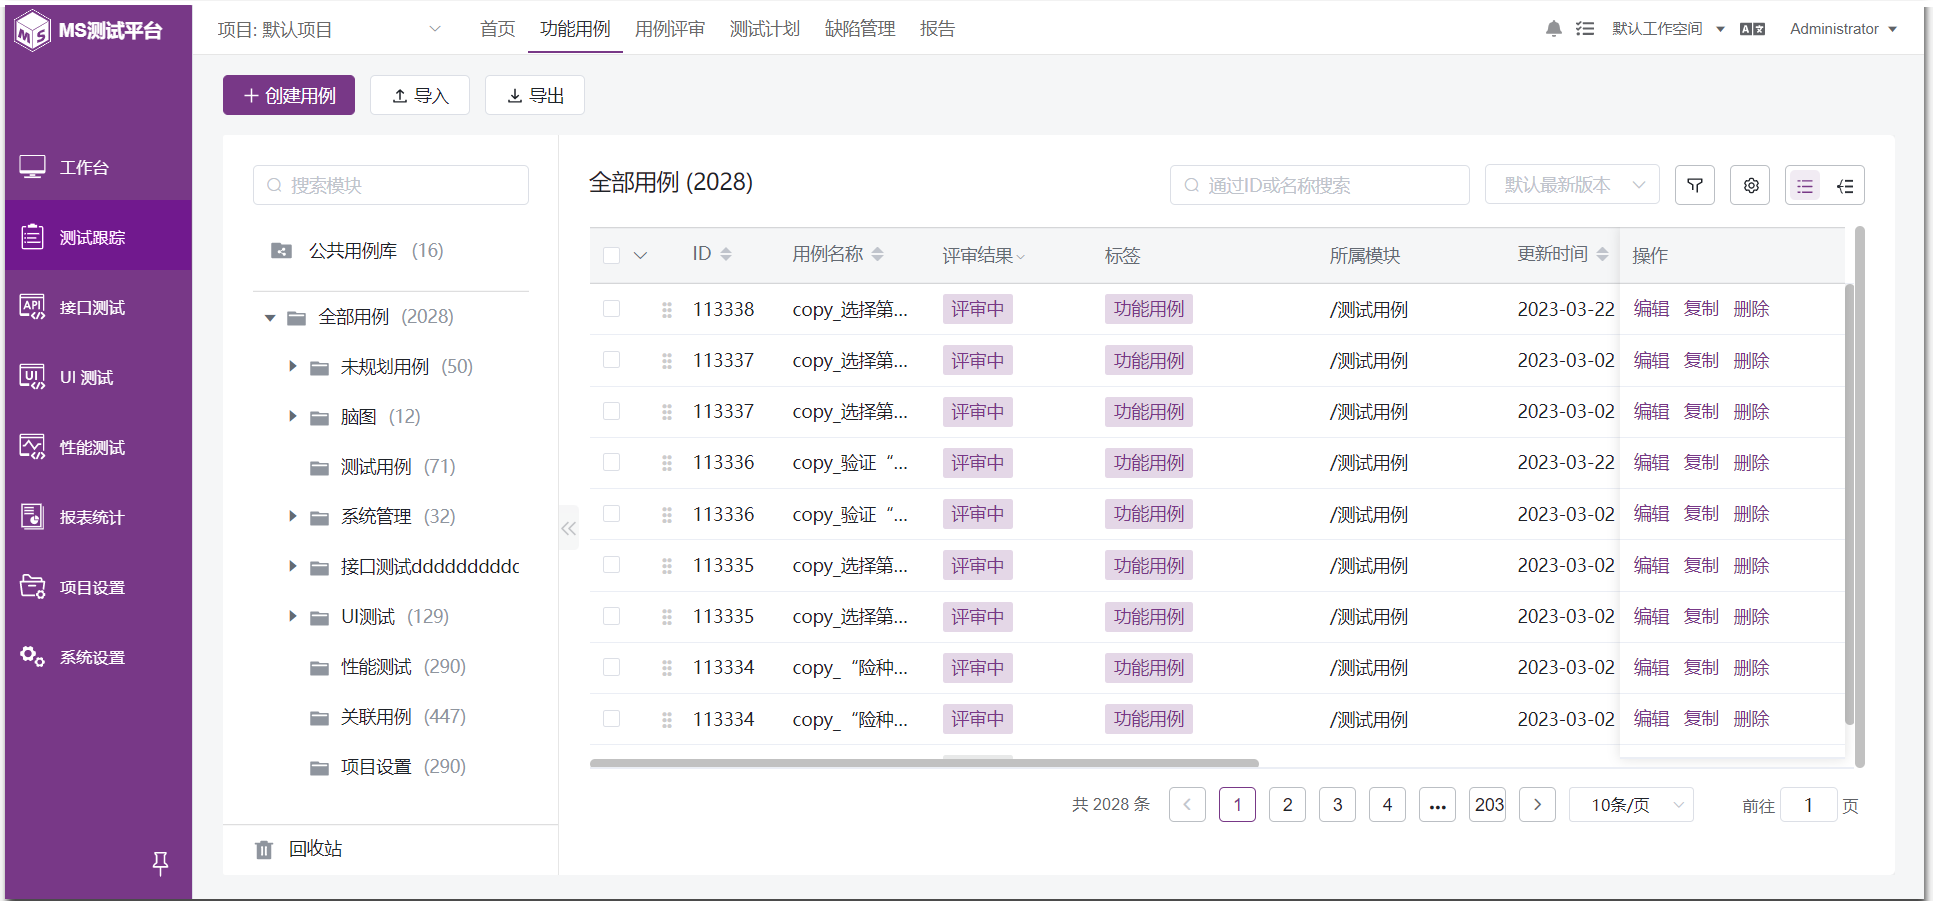 MS测试平台
项目: 默认项目
首页
功能用例
用例评审
测试计划
缺陷管理
报告
默认工作空间
Administrator
工作台
测试跟踪
API 接口测试
UI UI 测试
性能测试
报表统计
项目设置
系统设置
创建用例
导入
导出
搜索模块
公共用例库 (16)
全部用例 (2028)
未规划用例 (50)
脑图 (12)
测试用例 (71)
系统管理 (32)
接口测试dddddddddd
UI测试 (129)
性能测试 (290)
关联用例 (447)
项目设置 (290)
回收站
全部用例 (2028)
通过ID或名称搜索
默认最新版本
ID 用例名称 评审结果 标签 所属模块 更新时间 操作
113338 copy_选择第... 评审中 功能用例 /测试用例 2023-03-22 编辑 复制 删除
113337 copy_选择第... 评审中 功能用例 /测试用例 2023-03-02 编辑 复制 删除
113337 copy_选择第... 评审中 功能用例 /测试用例 2023-03-02 编辑 复制 删除
113336 copy_验证“... 评审中 功能用例 /测试用例 2023-03-22 编辑 复制 删除
113336 copy_验证“... 评审中 功能用例 /测试用例 2023-03-02 编辑 复制 删除
113335 copy_选择第... 评审中 功能用例 /测试用例 2023-03-02 编辑 复制 删除
113335 copy_选择第... 评审中 功能用例 /测试用例 2023-03-02 编辑 复制 删除
113334 copy_“险种... 评审中 功能用例 /测试用例 2023-03-02 编辑 复制 删除
113334 copy_“险种... 评审中 功能用例 /测试用例 2023-03-02 编辑 复制 删除
共 2028 条 1 2 3 4 ... 203 10条/页 前往 1 页